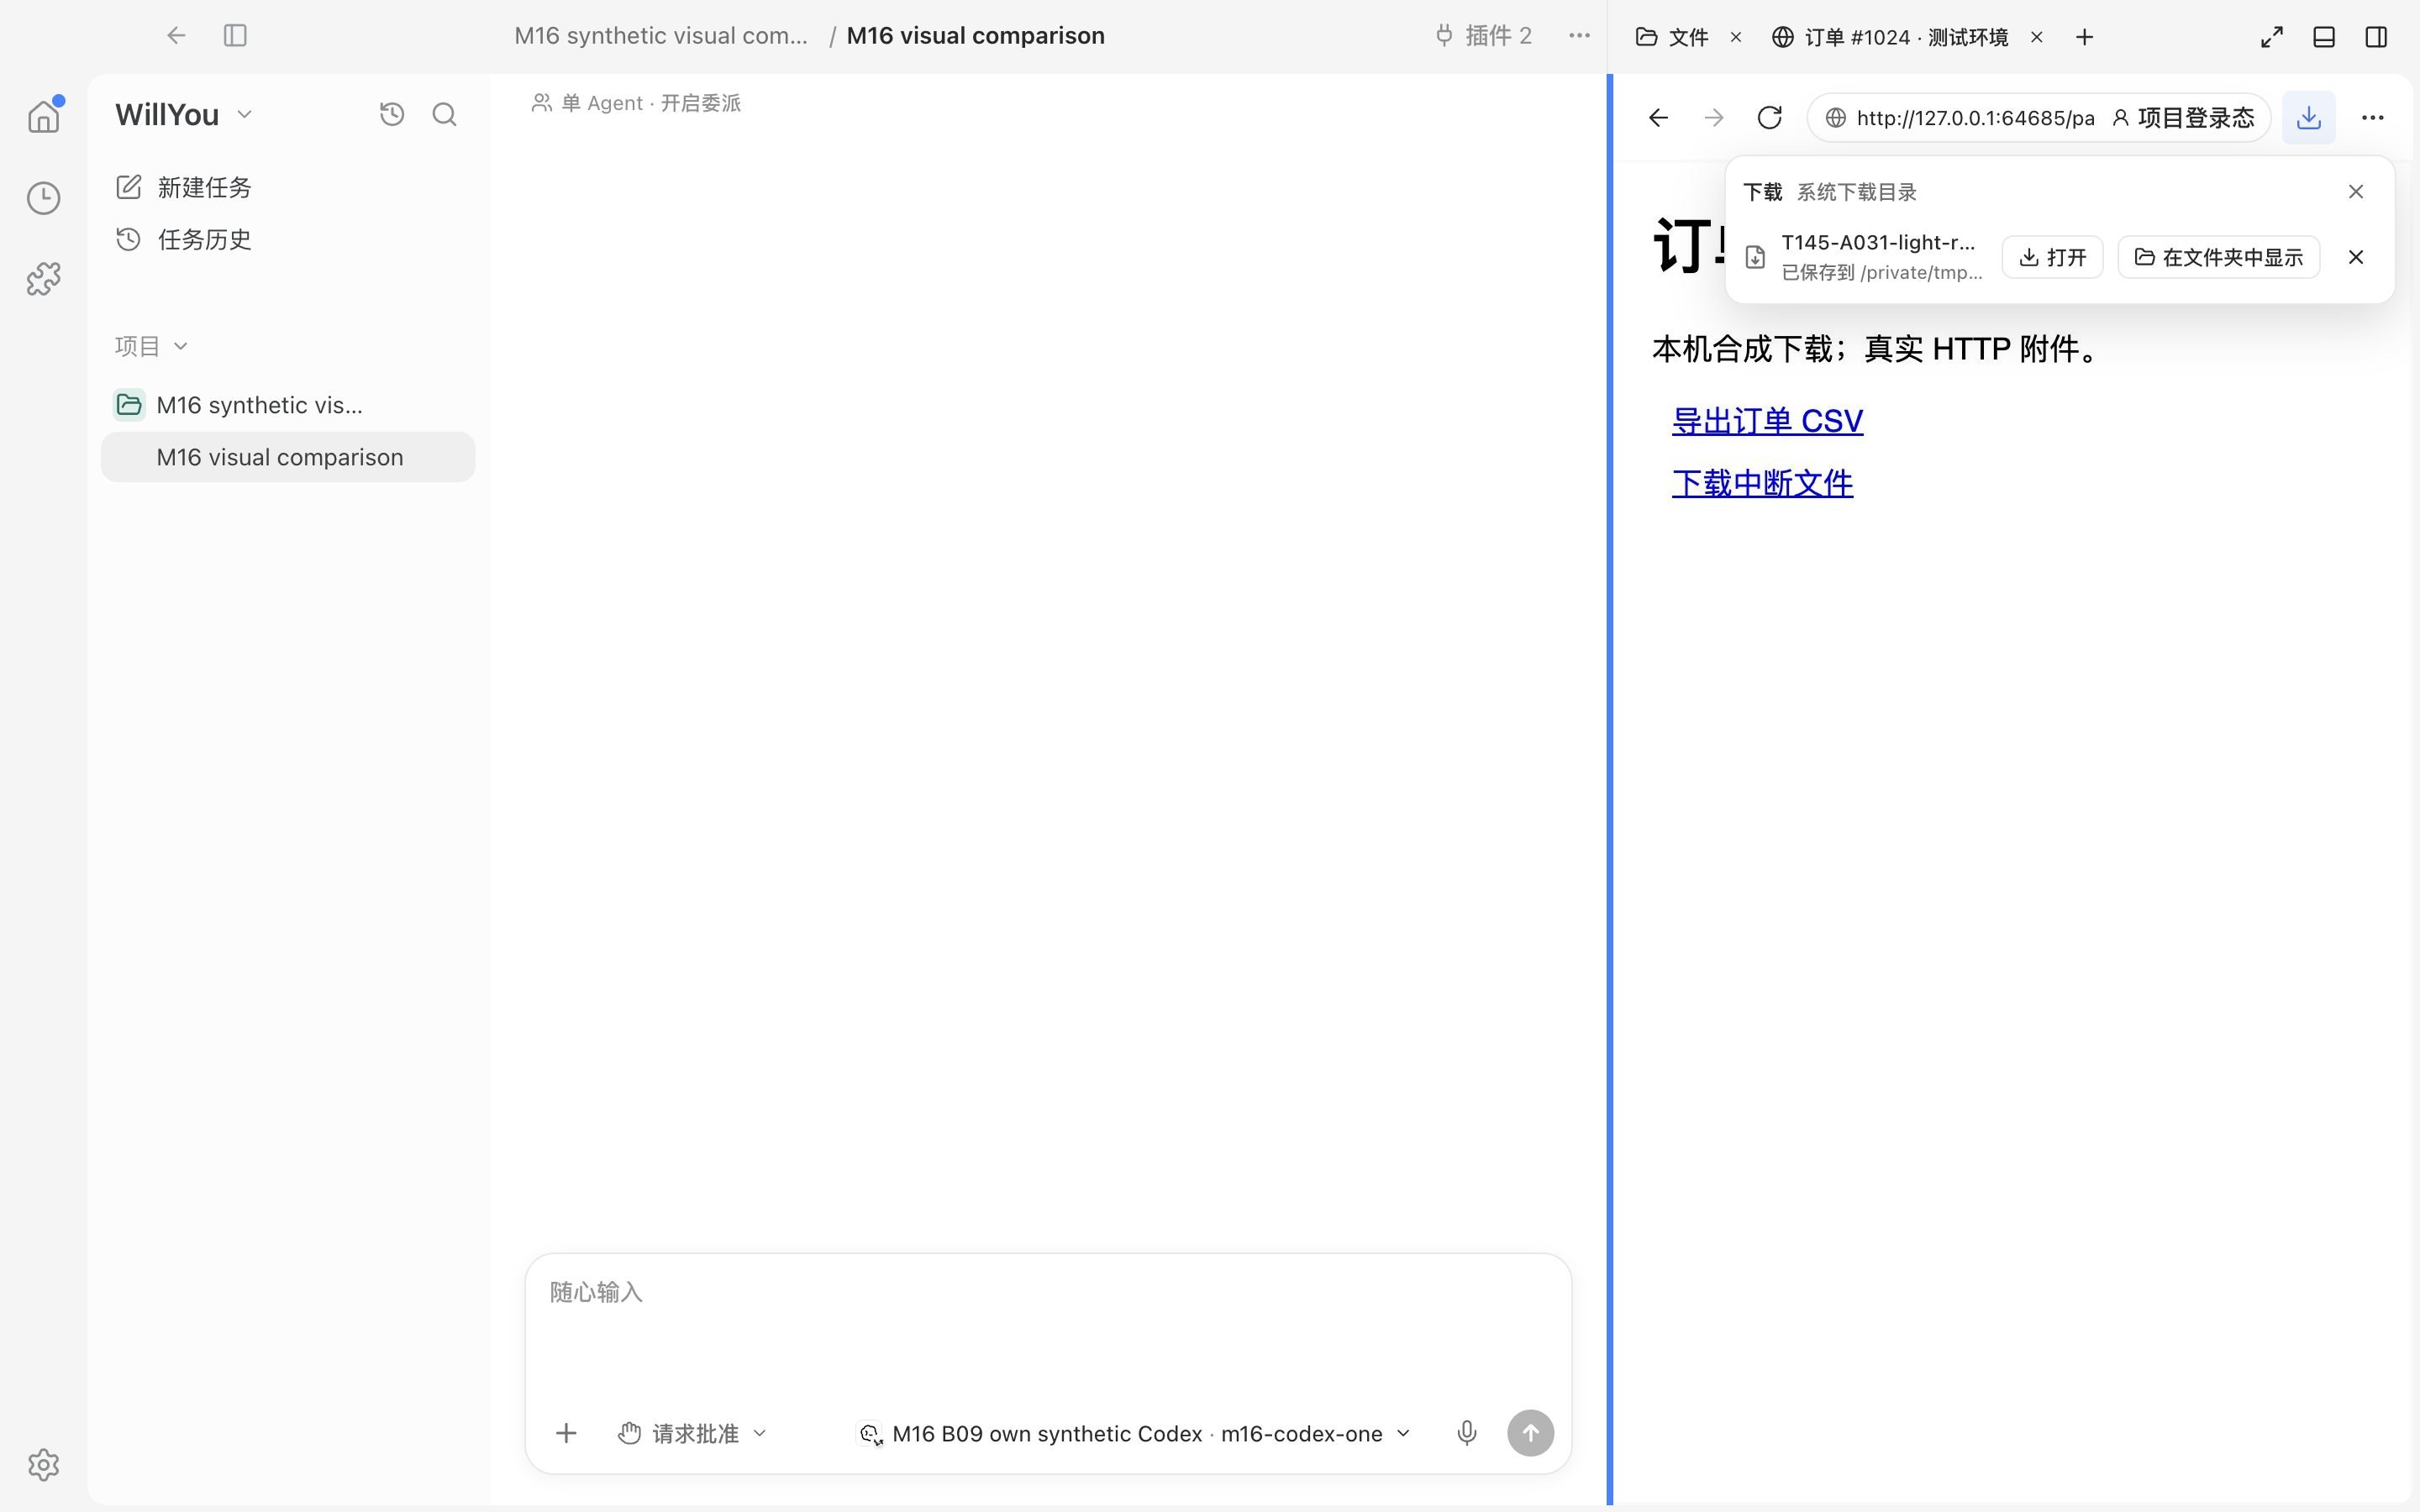 M16 synthetic visual com... / M16 visual comparison
插件 2
文件
订单 #1024 · 测试环境
WillYou
新建任务
任务历史
项目
M16 synthetic vis...
M16 visual comparison
单 Agent · 开启委派
随心输入
请求批准
M16 B09 own synthetic Codex · m16-codex-one
http://127.0.0.1:64685/pa
项目登录态
下载 系统下载目录
T145-A031-light-r...
已保存到 /private/tmp...
打开
在文件夹中显示
订
本机合成下载；真实 HTTP 附件。
导出订单 CSV
下载中断文件